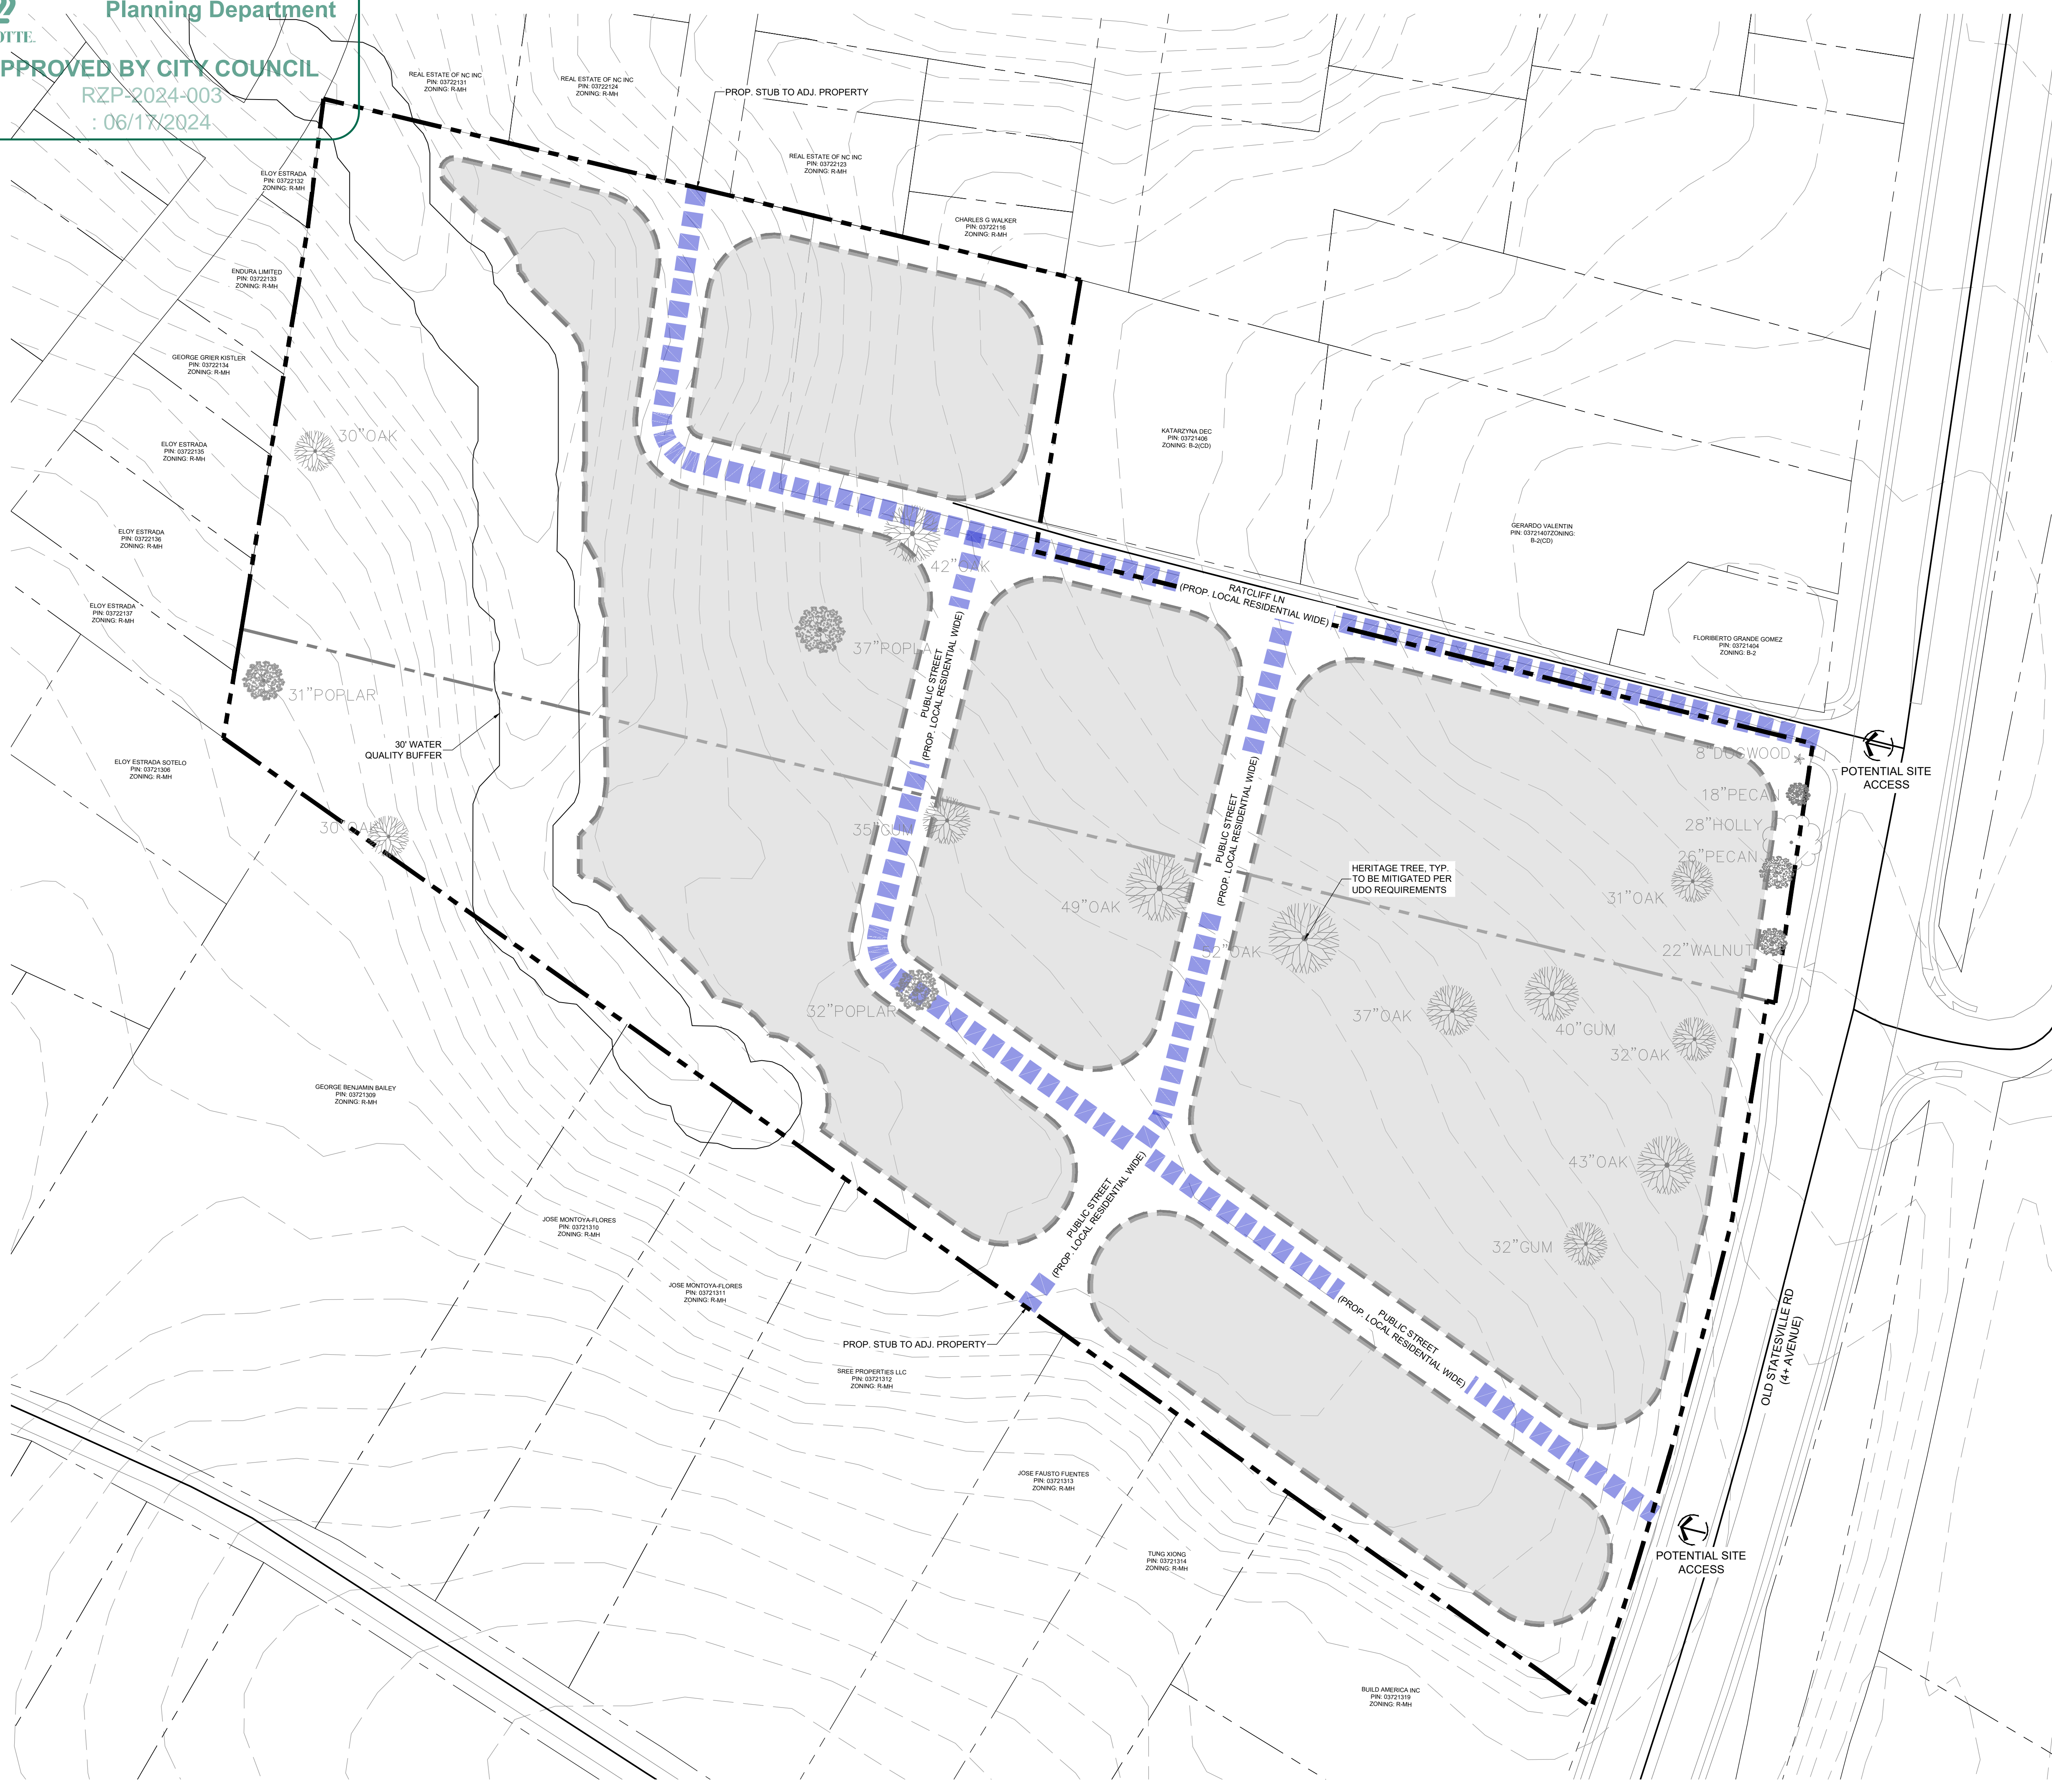 Planning Department
OTTE.
PPROVED BY CITY COUNCIL
RZP-2024-003
: 06/17/2024
REAL ESTATE OF NC INC
PIN: 03722131
ZONING: R-MH
REAL ESTATE OF NC INC
PIN: 03722124
ZONING: R-MH
PROP. STUB TO ADJ. PROPERTY
REAL ESTATE OF NC INC
PIN: 03722123
ZONING: R-MH
ELOY ESTRADA
PIN: 03722132
ZONING: R-MH
CHARLES G WALKER
PIN: 03722116
ZONING: R-MH
ENDURA LIMITED
PIN: 03722133
ZONING: R-MH
GEORGE GRIER KISTLER
PIN: 03722134
ZONING: R-MH
30"OAK
ELOY ESTRADA
PIN: 03722135
ZONING: R-MH
KATARZYNA DEC
PIN: 03721406
ZONING: B-2(CD)
ELOY ESTRADA
PIN: 03722136
ZONING: R-MH
GERARDO VALENTIN
PIN: 03721407ZONING:
B-2(CD)
42"OAK
RATCLIFF LN
(PROP. LOCAL RESIDENTIAL WIDE)
ELOY ESTRADA
PIN: 03722137
ZONING: R-MH
37"POPLA
PUBLIC STREET
(PROP. LOCAL RESIDENTIAL WIDE)
FLORIBERTO GRANDE GOMEZ
PIN: 03721404
ZONING: B-2
31"POPLAR
30' WATER
QUALITY BUFFER
ELOY ESTRADA SOTELO
PIN: 03721306
ZONING: R-MH
8"DOGWOOD
POTENTIAL SITE
ACCESS
18"PECAN
28"HOLLY
26"PECAN
30"OAK
35"GUM
PUBLIC STREET
(PROP. LOCAL RESIDENTIAL WIDE)
HERITAGE TREE, TYP.
TO BE MITIGATED PER
UDO REQUIREMENTS
49"OAK
31"OAK
52"OAK
22"WALNUT
32"POPLAR
37"OAK
40"GUM
32"OAK
GEORGE BENJAMIN BAILEY
PIN: 03721309
ZONING: R-MH
43"OAK
PUBLIC STREET
(PROP. LOCAL RESIDENTIAL WIDE)
JOSE MONTOYA-FLORES
PIN: 03721310
ZONING: R-MH
32"GUM
JOSE MONTOYA-FLORES
PIN: 03721311
ZONING: R-MH
PUBLIC STREET
(PROP. LOCAL RESIDENTIAL WIDE)
OLD STATESVILLE RD
(4+ AVENUE)
PROP. STUB TO ADJ. PROPERTY
SREE PROPERTIES LLC
PIN: 03721312
ZONING: R-MH
JOSE FAUSTO FUENTES
PIN: 03721313
ZONING: R-MH
TUNG XIONG
PIN: 03721314
ZONING: R-MH
POTENTIAL SITE
ACCESS
BUILD AMERICA INC
PIN: 03721319
ZONING: R-MH